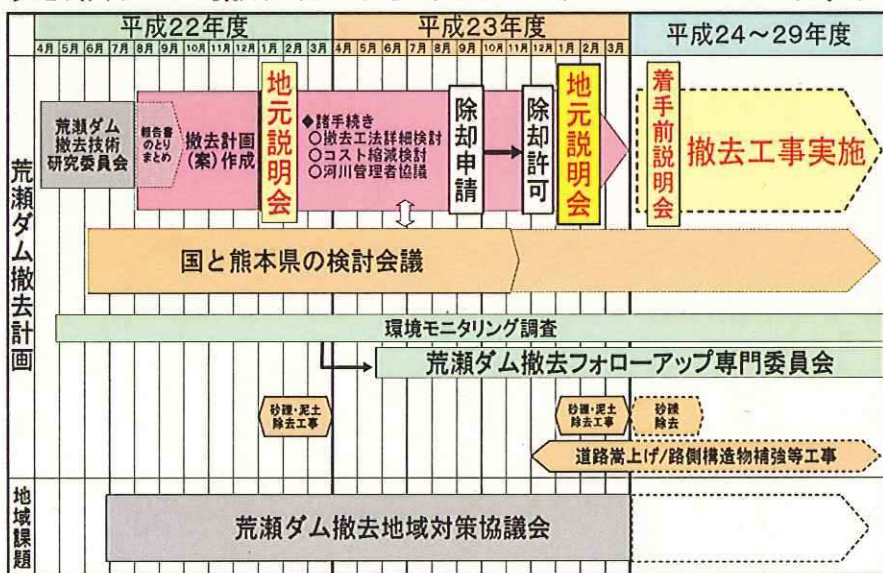 平成22年度
平成23年度
平成24～29年度
4月 5月 6月 7月 8月 9月 10月 11月 12月 1月 2月 3月 4月 5月 6月 7月 8月 9月 10月 11月 12月 1月 2月 3月
荒瀬ダム撤去計画
荒瀬ダム
撤去技術
研究委員会
報告書
のとり
まとめ
撤去計画
(案)作成
地元説明会
◆諸手続き
○撤去工法詳細検討
○コスト縮減検討
○河川管理者協議
除却申請
除却許可
地元説明会
着手前説明会
撤去工事実施
国と熊本県の検討会議
環境モニタリング調査
荒瀬ダム撤去フォローアップ専門委員会
砂礫・泥土
除去工事
砂礫・泥土
除去工事
砂礫
除去
道路嵩上げ/路側構造物補強等工事
地域課題
荒瀬ダム撤去地域対策協議会